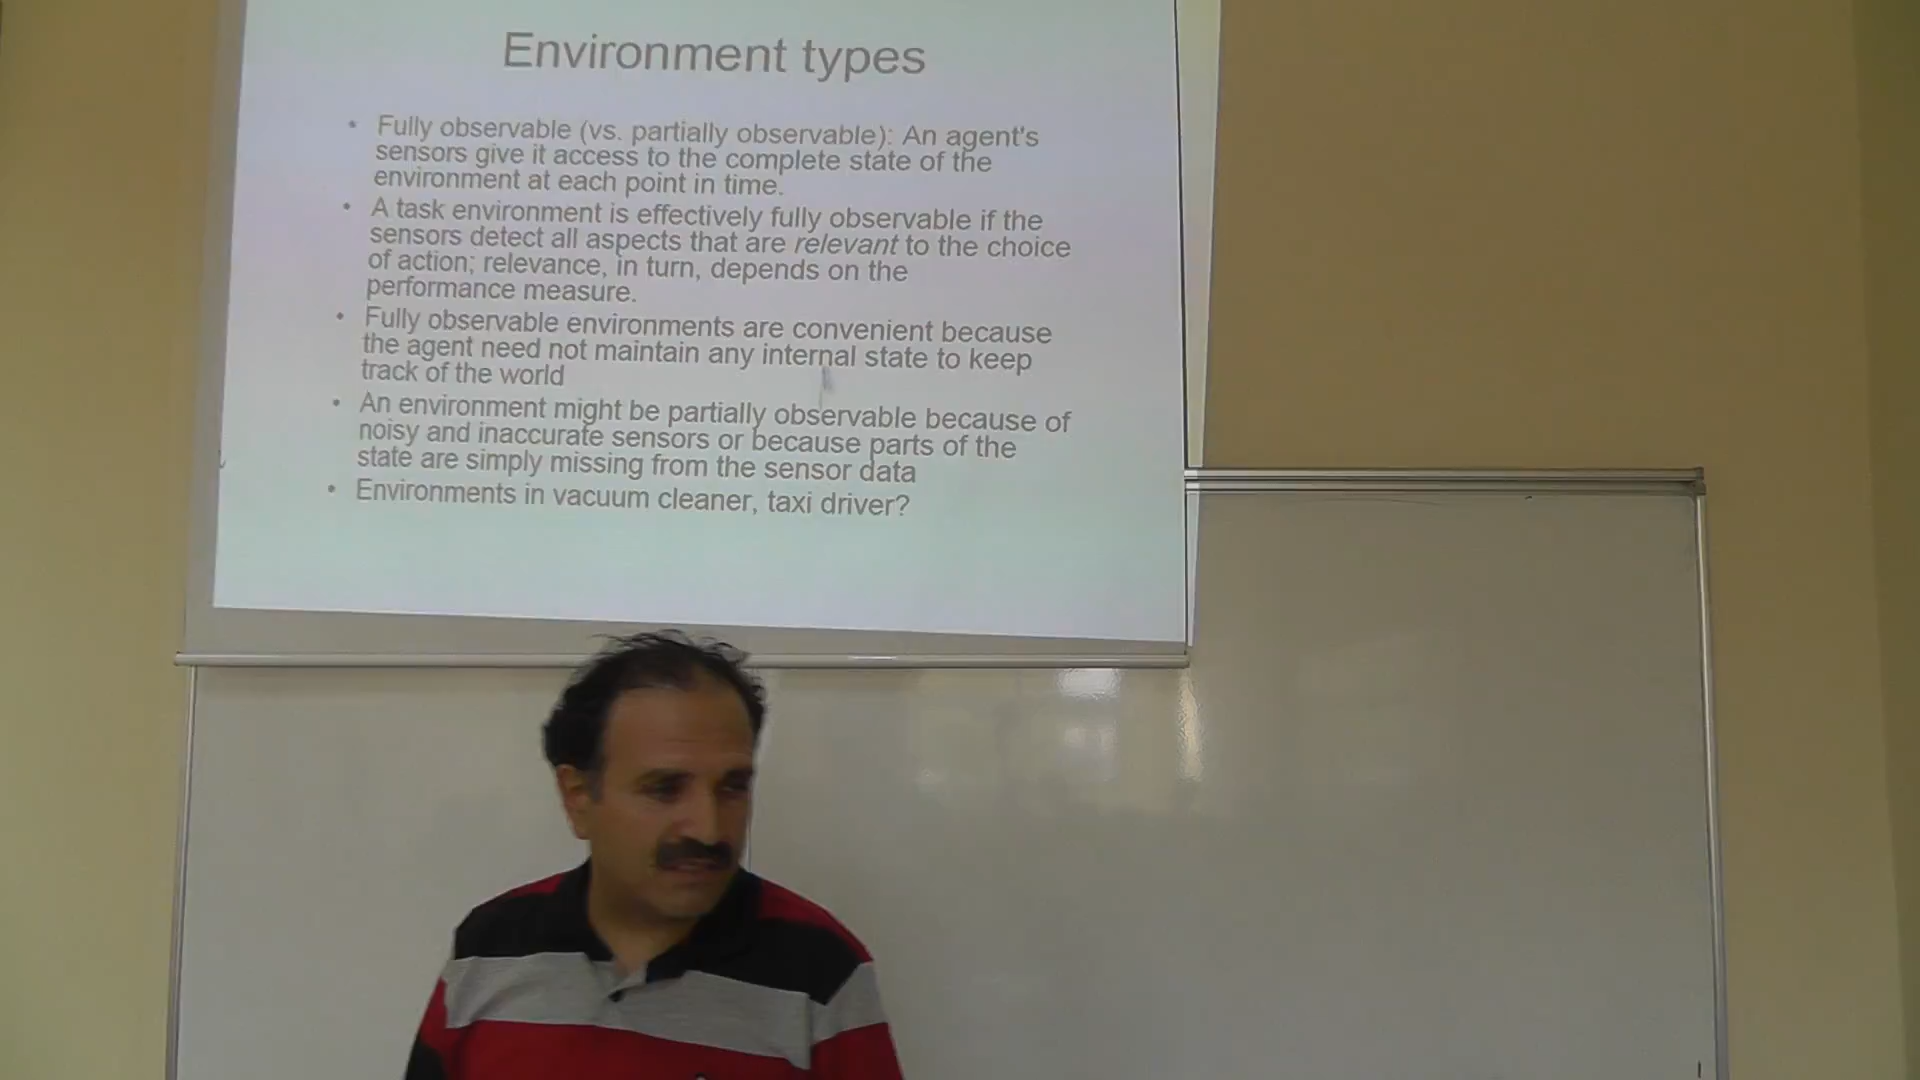 Environment types
• Fully observable (vs. partially observable): An agent's
sensors give it access to the complete state of the
environment at each point in time.
• A task environment is effectively fully observable if the
sensors detect all aspects that are relevant to the choice
of action; relevance, in turn, depends on the
performance measure.
• Fully observable environments are convenient because
the agent need not maintain any internal state to keep
track of the world
• An environment might be partially observable because of
noisy and inaccurate sensors or because parts of the
state are simply missing from the sensor data
• Environments in vacuum cleaner, taxi driver?